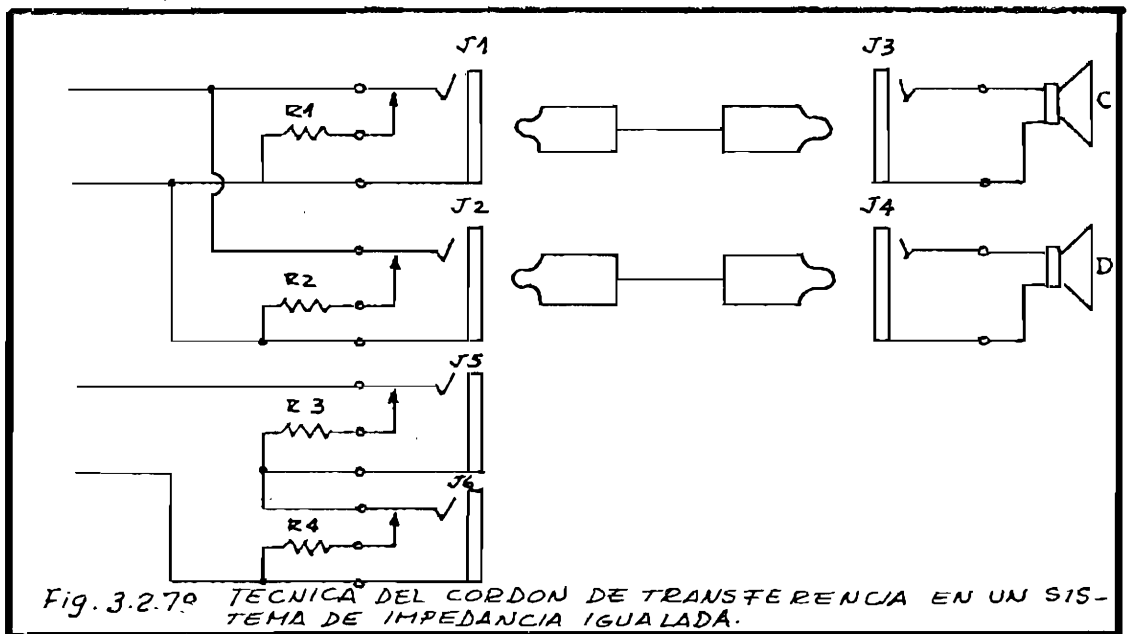 J1
J3
R1
C
J2
J4
R2
D
J5
R3
J6
R4
Fig. 3.2.7º TECNICA DEL CORDON DE TRANSFERENCIA EN UN SIS-
TEMA DE IMPEDANCIA IGUALADA.